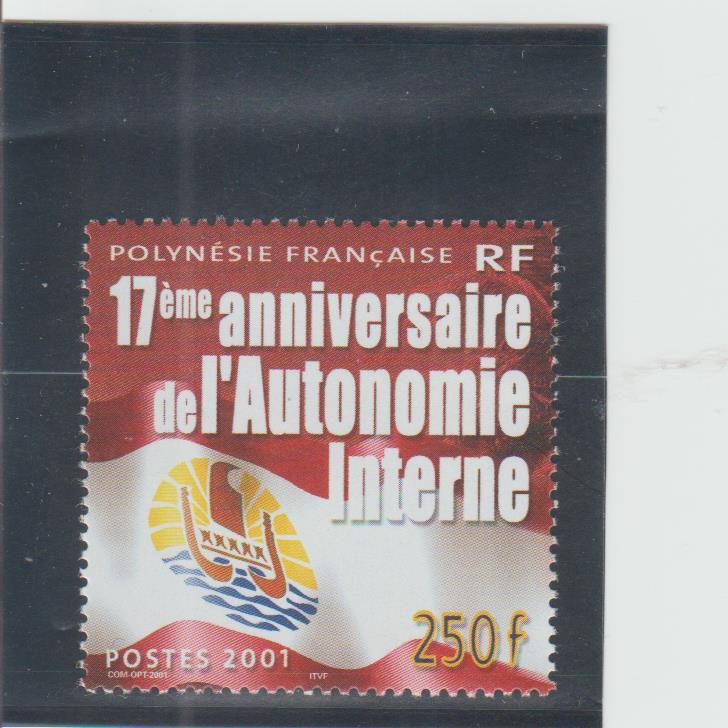 POLYNÉSIE FRANÇAISE RF
17ème anniversaire
de l'Autonomie
Interne
250 f
POSTES 2001
COM-OPT-2001 ITVF